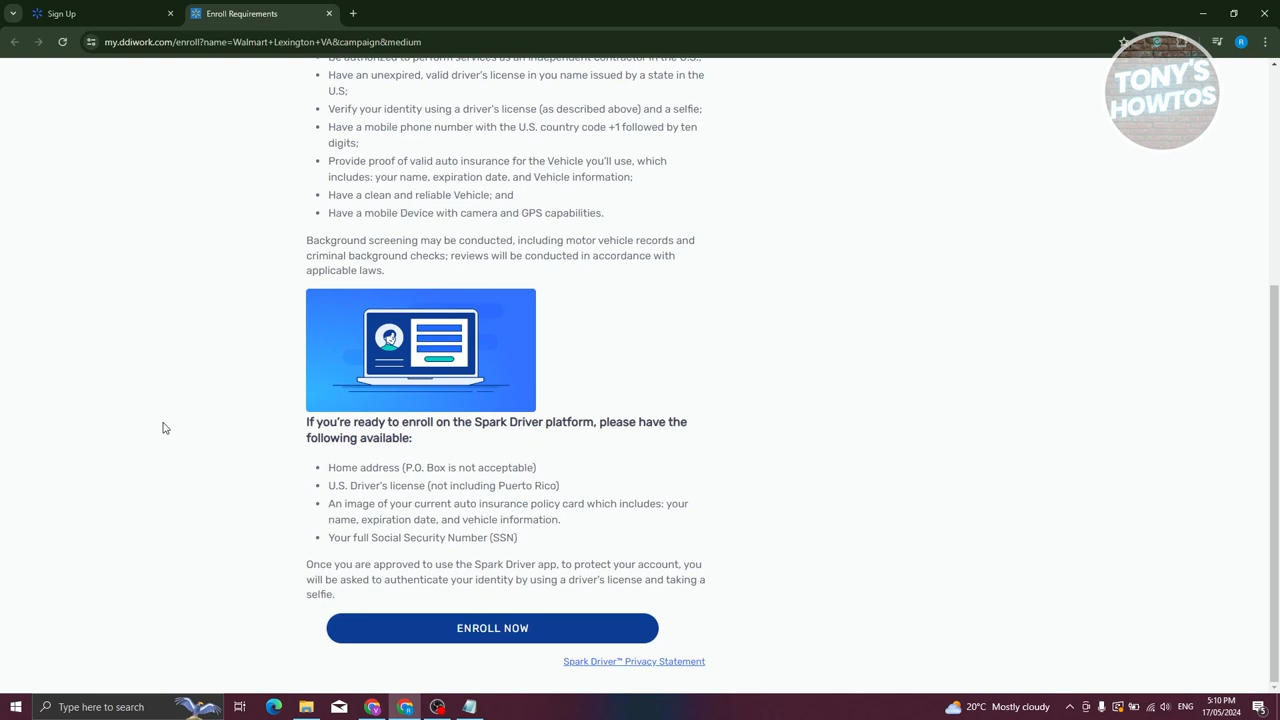 Sign Up
Enroll Requirements
my.ddiwork.com/enroll?name=Walmart+Lexington+VA&campaign&medium
R
TONY'S
HOWTOS
Be authorized to perform services as an independent contractor in the U.S.;
• Have an unexpired, valid driver's license in you name issued by a state in the
U.S;
• Verify your identity using a driver's license (as described above) and a selfie;
• Have a mobile phone number with the U.S. country code +1 followed by ten
digits;
• Provide proof of valid auto insurance for the Vehicle you'll use, which
includes: your name, expiration date, and Vehicle information;
• Have a clean and reliable Vehicle; and
• Have a mobile Device with camera and GPS capabilities.
Background screening may be conducted, including motor vehicle records and
criminal background checks; reviews will be conducted in accordance with
applicable laws.
If you're ready to enroll on the Spark Driver platform, please have the
following available:
• Home address (P.O. Box is not acceptable)
• U.S. Driver's license (not including Puerto Rico)
• An image of your current auto insurance policy card which includes: your
name, expiration date, and vehicle information.
• Your full Social Security Number (SSN)
Once you are approved to use the Spark Driver app, to protect your account, you
will be asked to authenticate your identity by using a driver's license and taking a
selfie.
ENROLL NOW
Spark Driver™ Privacy Statement
Type here to search
20°C Mostly cloudy
5:10 PM
17/05/2024